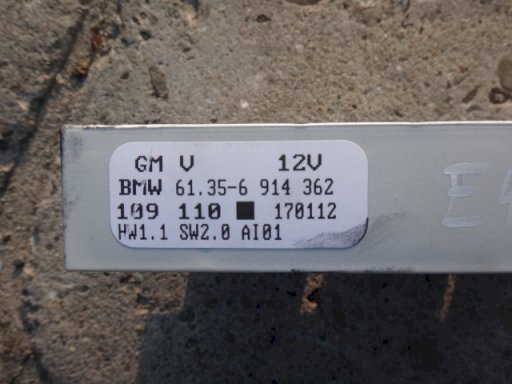 GM V 12V
BMW 61.35-6 914 362
109 110 ■ 170112
HW1.1 SW2.0 AI01